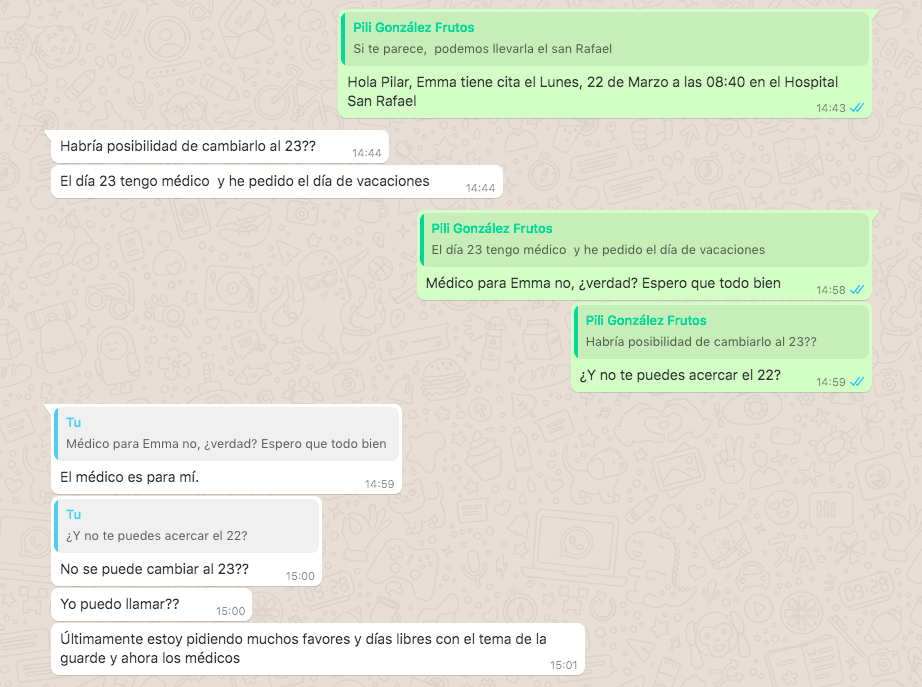 Pili González Frutos
Si te parece,  podemos llevarla el san Rafael
Hola Pilar, Emma tiene cita el Lunes, 22 de Marzo a las 08:40 en el Hospital
San Rafael
14:43
Habría posibilidad de cambiarlo al 23??
14:44
El día 23 tengo médico  y he pedido el día de vacaciones
14:44
Pili González Frutos
El día 23 tengo médico  y he pedido el día de vacaciones
Médico para Emma no, ¿verdad? Espero que todo bien
14:58
Pili González Frutos
Habría posibilidad de cambiarlo al 23??
¿Y no te puedes acercar el 22?
14:59
Tu
Médico para Emma no, ¿verdad? Espero que todo bien
El médico es para mí.
14:59
Tu
¿Y no te puedes acercar el 22?
No se puede cambiar al 23??
15:00
Yo puedo llamar??
15:00
Últimamente estoy pidiendo muchos favores y días libres con el tema de la
guarde y ahora los médicos
15:01